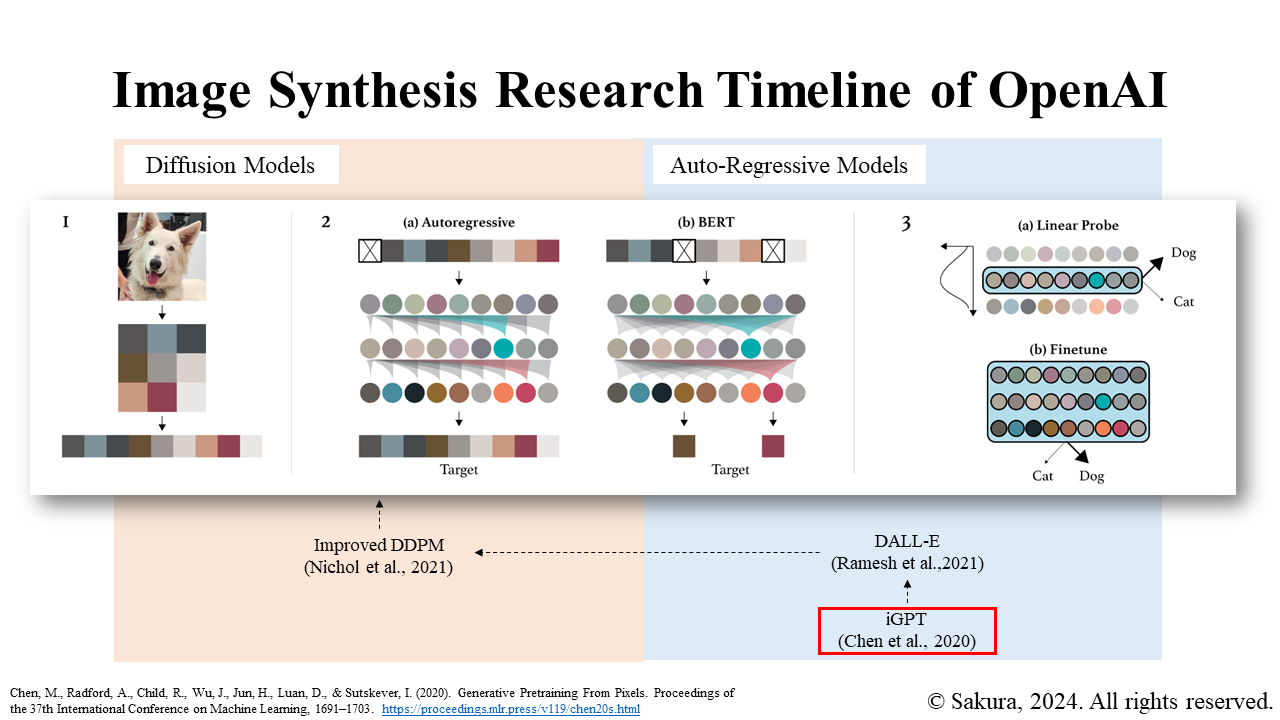 Image Synthesis Research Timeline of OpenAI
Diffusion Models
Auto-Regressive Models
1
2
(a) Autoregressive
Target
(b) BERT
Target
3
(a) Linear Probe
Dog
Cat
(b) Finetune
Cat
Dog
Improved DDPM
(Nichol et al., 2021)
DALL-E
(Ramesh et al.,2021)
iGPT
(Chen et al., 2020)
Chen, M., Radford, A., Child, R., Wu, J., Jun, H., Luan, D., & Sutskever, I. (2020). Generative Pretraining From Pixels. Proceedings of
the 37th International Conference on Machine Learning, 1691–1703. https://proceedings.mlr.press/v119/chen20s.html
© Sakura, 2024. All rights reserved.